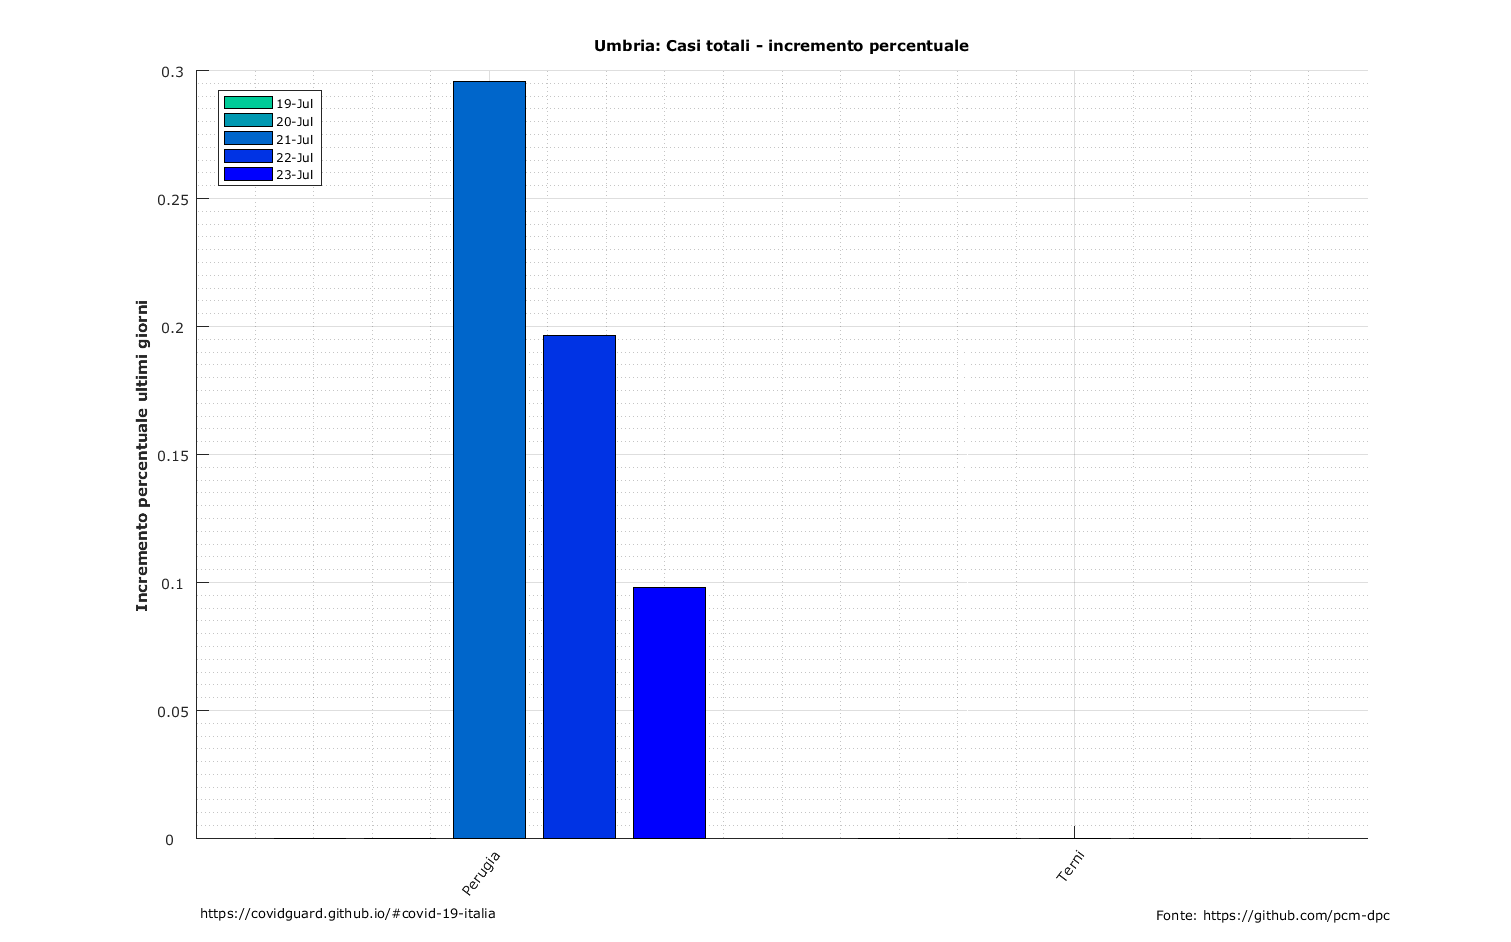 Umbria: Casi totali - incremento percentuale
0.3
0.25
0.2
0.15
0.1
0.05
0
Incremento percentuale ultimi giorni
19-Jul
20-Jul
21-Jul
22-Jul
23-Jul
Perugia
Terni
https://covidguard.github.io/#covid-19-italia
Fonte: https://github.com/pcm-dpc